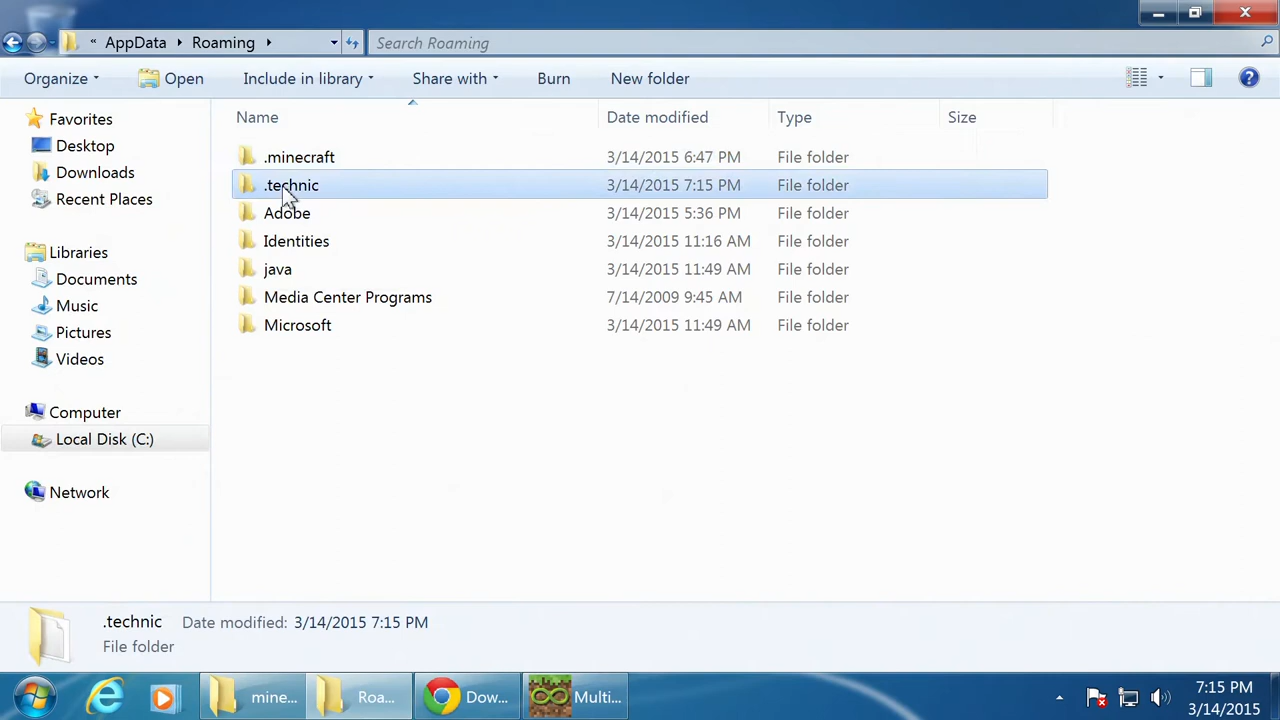 « AppData Roaming Search Roaming
Organize Open Include in library Share with Burn New folder
Name Date modified Type Size
Favorites
Desktop
Downloads
Recent Places
Libraries
Documents
Music
Pictures
Videos
Computer
Local Disk (C:)
Network
.minecraft 3/14/2015 6:47 PM File folder
.technic 3/14/2015 7:15 PM File folder
Adobe 3/14/2015 5:36 PM File folder
Identities 3/14/2015 11:16 AM File folder
java 3/14/2015 11:49 AM File folder
Media Center Programs 7/14/2009 9:45 AM File folder
Microsoft 3/14/2015 11:49 AM File folder
.technic Date modified: 3/14/2015 7:15 PM
File folder
mine... Roa... Dow... Multi...
7:15 PM
3/14/2015